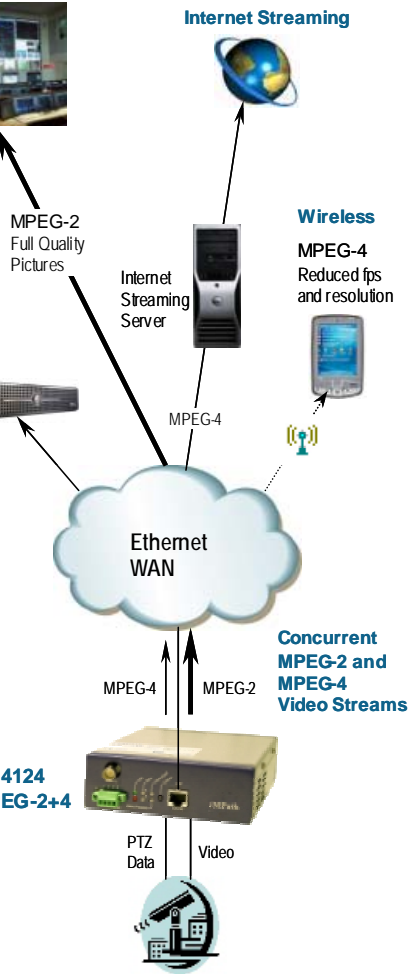 Internet Streaming
MPEG-2
Full Quality
Pictures
Wireless
MPEG-4
Reduced fps
and resolution
Internet
Streaming
Server
MPEG-4
Ethernet
WAN
Concurrent
MPEG-2 and
MPEG-4
Video Streams
MPEG-4
MPEG-2
4124
EG-2+4
iMPath
PTZ
Data
Video